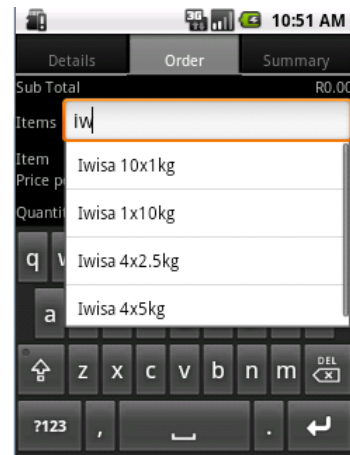 3G 10:51 AM
Details Order Summary
Sub Total R0.00
Items iw
Item
Price
Iwisa 10x1kg
Iwisa 1x10kg
Iwisa 4x2.5kg
Iwisa 4x5kg
q
a
z x c v b n m DEL
?123 , .